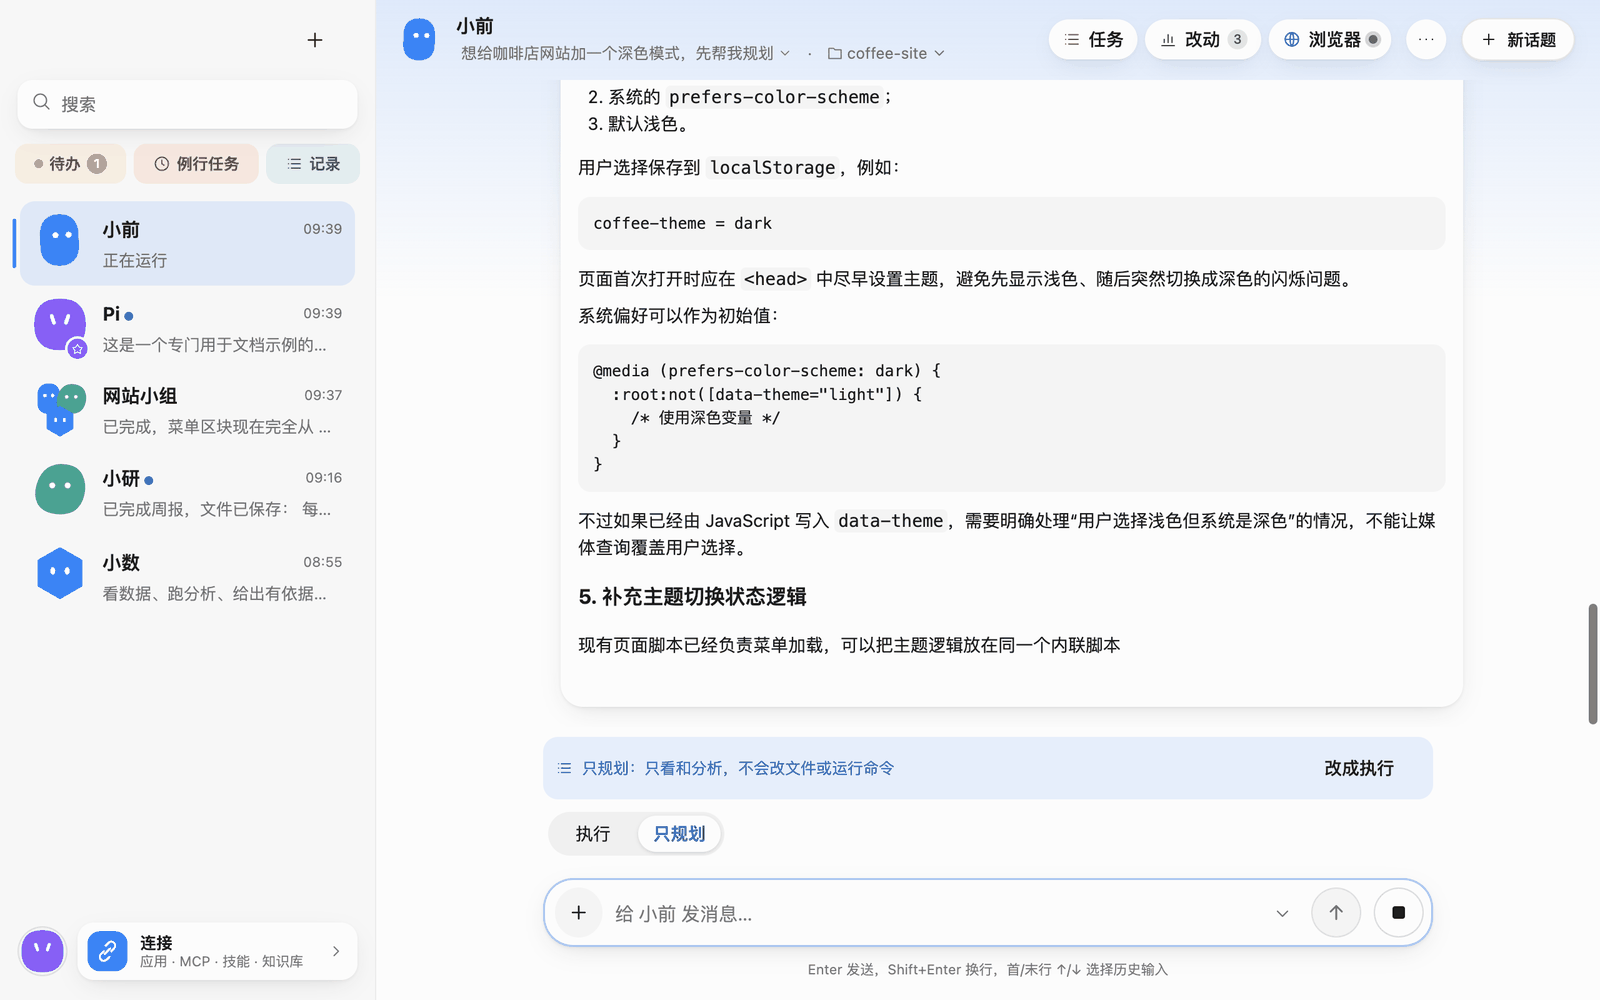 搜索
待办 1
例行任务
记录
小前 09:39
正在运行
Pi 09:39
这是一个专门用于文档示例的...
网站小组 09:37
已完成，菜单区块现在完全从 ...
小研 09:16
已完成周报，文件已保存： 每...
小数 08:55
看数据、跑分析、给出有依据...
连接
应用 · MCP · 技能 · 知识库
小前
想给咖啡店网站加一个深色模式，先帮我规划 · coffee-site
任务
改动 3
浏览器
···
新话题
2. 系统的 prefers-color-scheme；
3. 默认浅色。
用户选择保存到 localStorage，例如：
coffee-theme = dark
页面首次打开时应在 <head> 中尽早设置主题，避免先显示浅色、随后突然切换成深色的闪烁问题。
系统偏好可以作为初始值：
@media (prefers-color-scheme: dark) {
  :root:not([data-theme="light"]) {
    /* 使用深色变量 */
  }
}
不过如果已经由 JavaScript 写入 data-theme，需要明确处理“用户选择浅色但系统是深色”的情况，不能让媒
体查询覆盖用户选择。
5. 补充主题切换状态逻辑
现有页面脚本已经负责菜单加载，可以把主题逻辑放在同一个内联脚本
只规划：只看和分析，不会改文件或运行命令
改成执行
执行
只规划
给 小前 发消息...
Enter 发送，Shift+Enter 换行，首/末行 ↑/↓ 选择历史输入